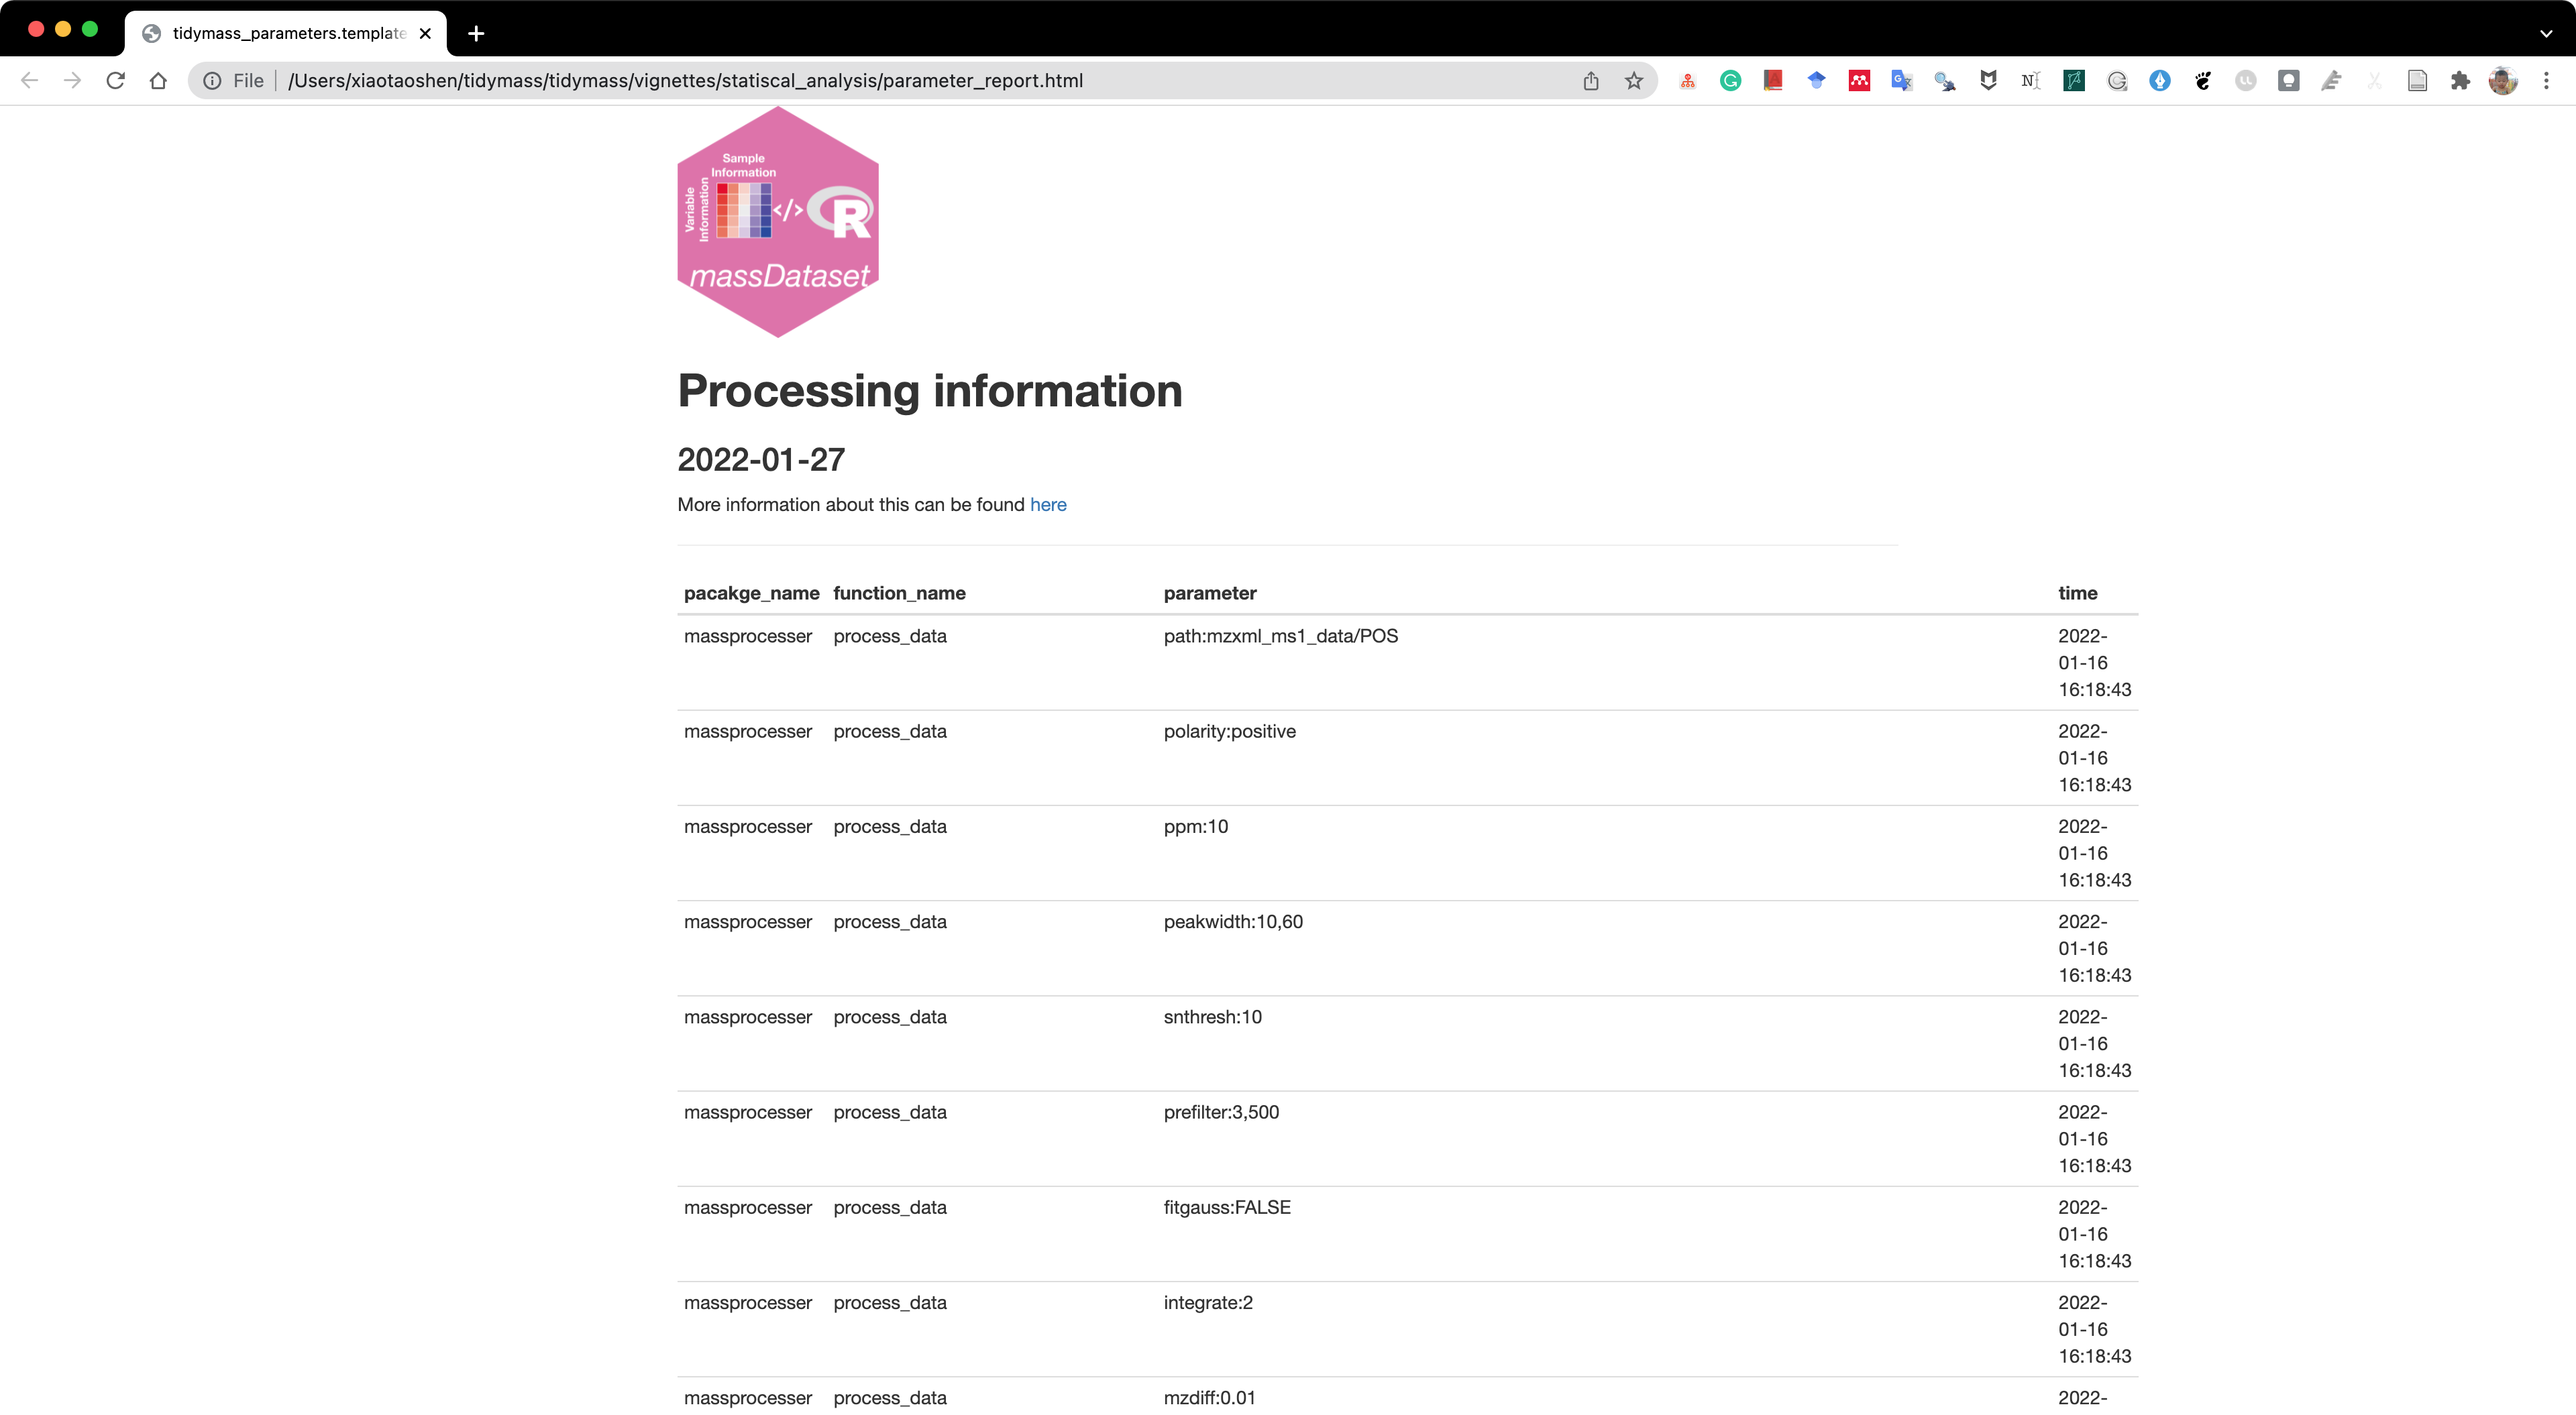 tidymass_parameters.template
File /Users/xiaotaoshen/tidymass/tidymass/vignettes/statiscal_analysis/parameter_report.html
Sample
Information
Variable
Information
</> R
massDataset
Processing information
2022-01-27
More information about this can be found here
pacakge_name function_name parameter time
massprocesser process_data path:mzxml_ms1_data/POS 2022-
01-16
16:18:43
massprocesser process_data polarity:positive 2022-
01-16
16:18:43
massprocesser process_data ppm:10 2022-
01-16
16:18:43
massprocesser process_data peakwidth:10,60 2022-
01-16
16:18:43
massprocesser process_data snthresh:10 2022-
01-16
16:18:43
massprocesser process_data prefilter:3,500 2022-
01-16
16:18:43
massprocesser process_data fitgauss:FALSE 2022-
01-16
16:18:43
massprocesser process_data integrate:2 2022-
01-16
16:18:43
massprocesser process_data mzdiff:0.01 2022-